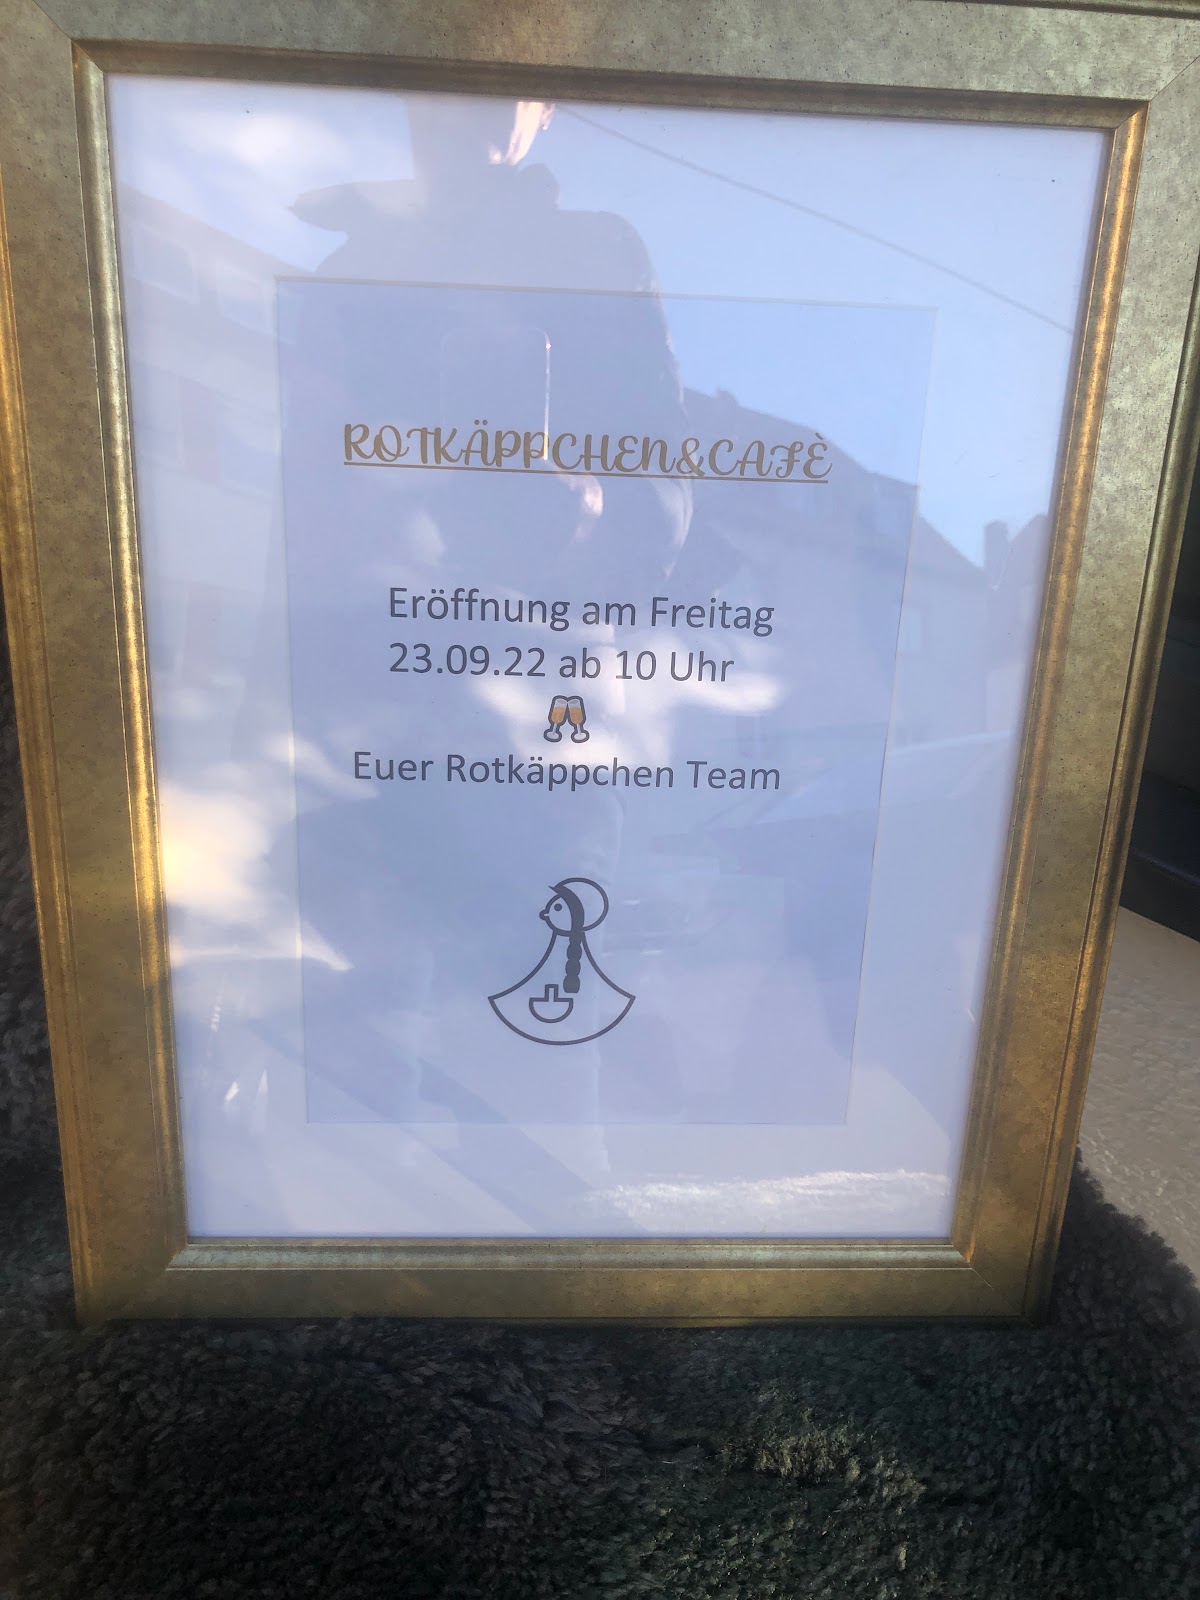 ROTKÄPPCHEN&CAFÈ
Eröffnung am Freitag
23.09.22 ab 10 Uhr
Euer Rotkäppchen Team